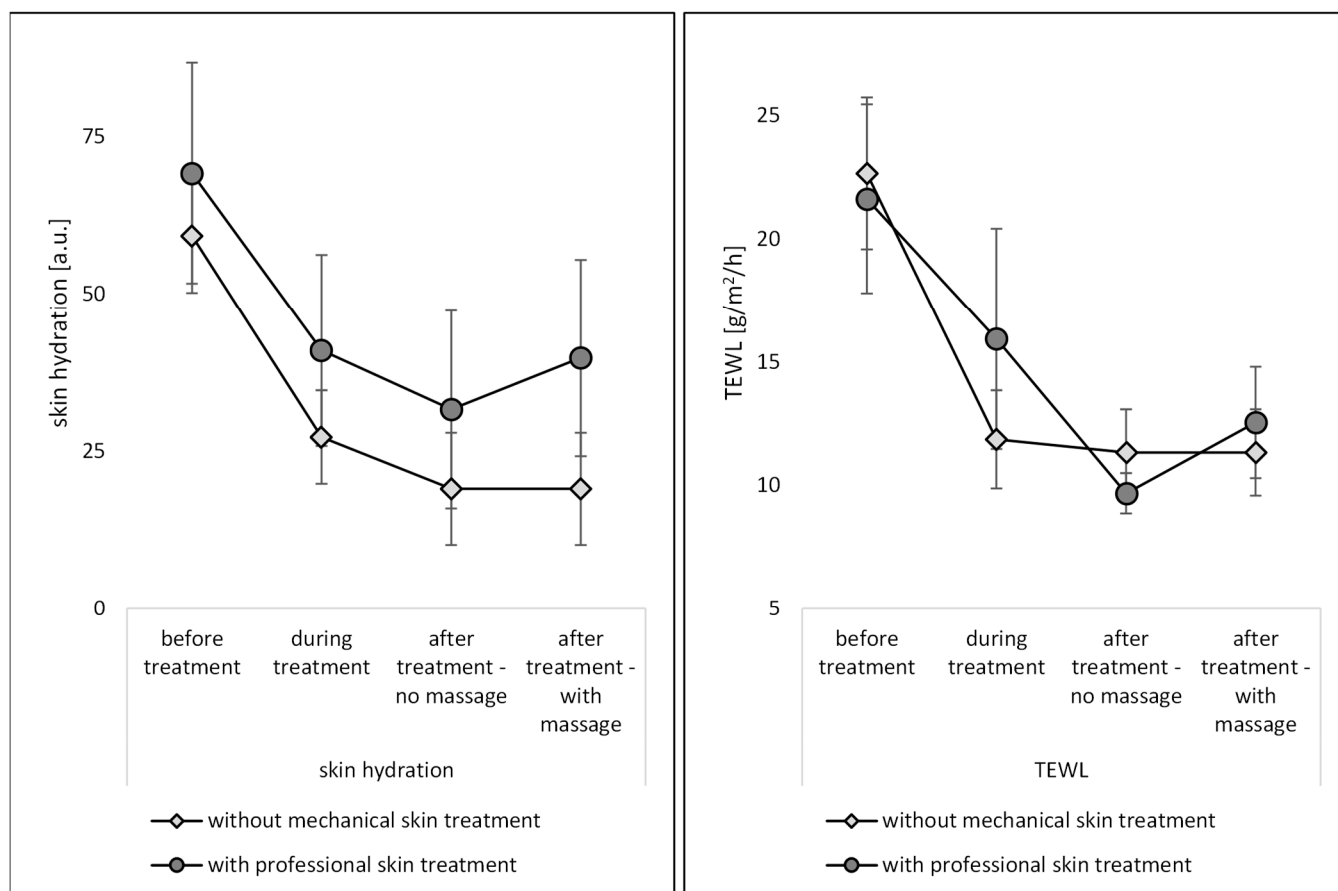 skin hydration [a.u.]
75
50
25
0
before
treatment
during
treatment
after
treatment -
no massage
after
treatment -
with
massage
skin hydration
without mechanical skin treatment
with professional skin treatment
TEWL [g/m²/h]
25
20
15
10
5
before
treatment
during
treatment
after
treatment -
no massage
after
treatment -
with
massage
TEWL
without mechanical skin treatment
with professional skin treatment